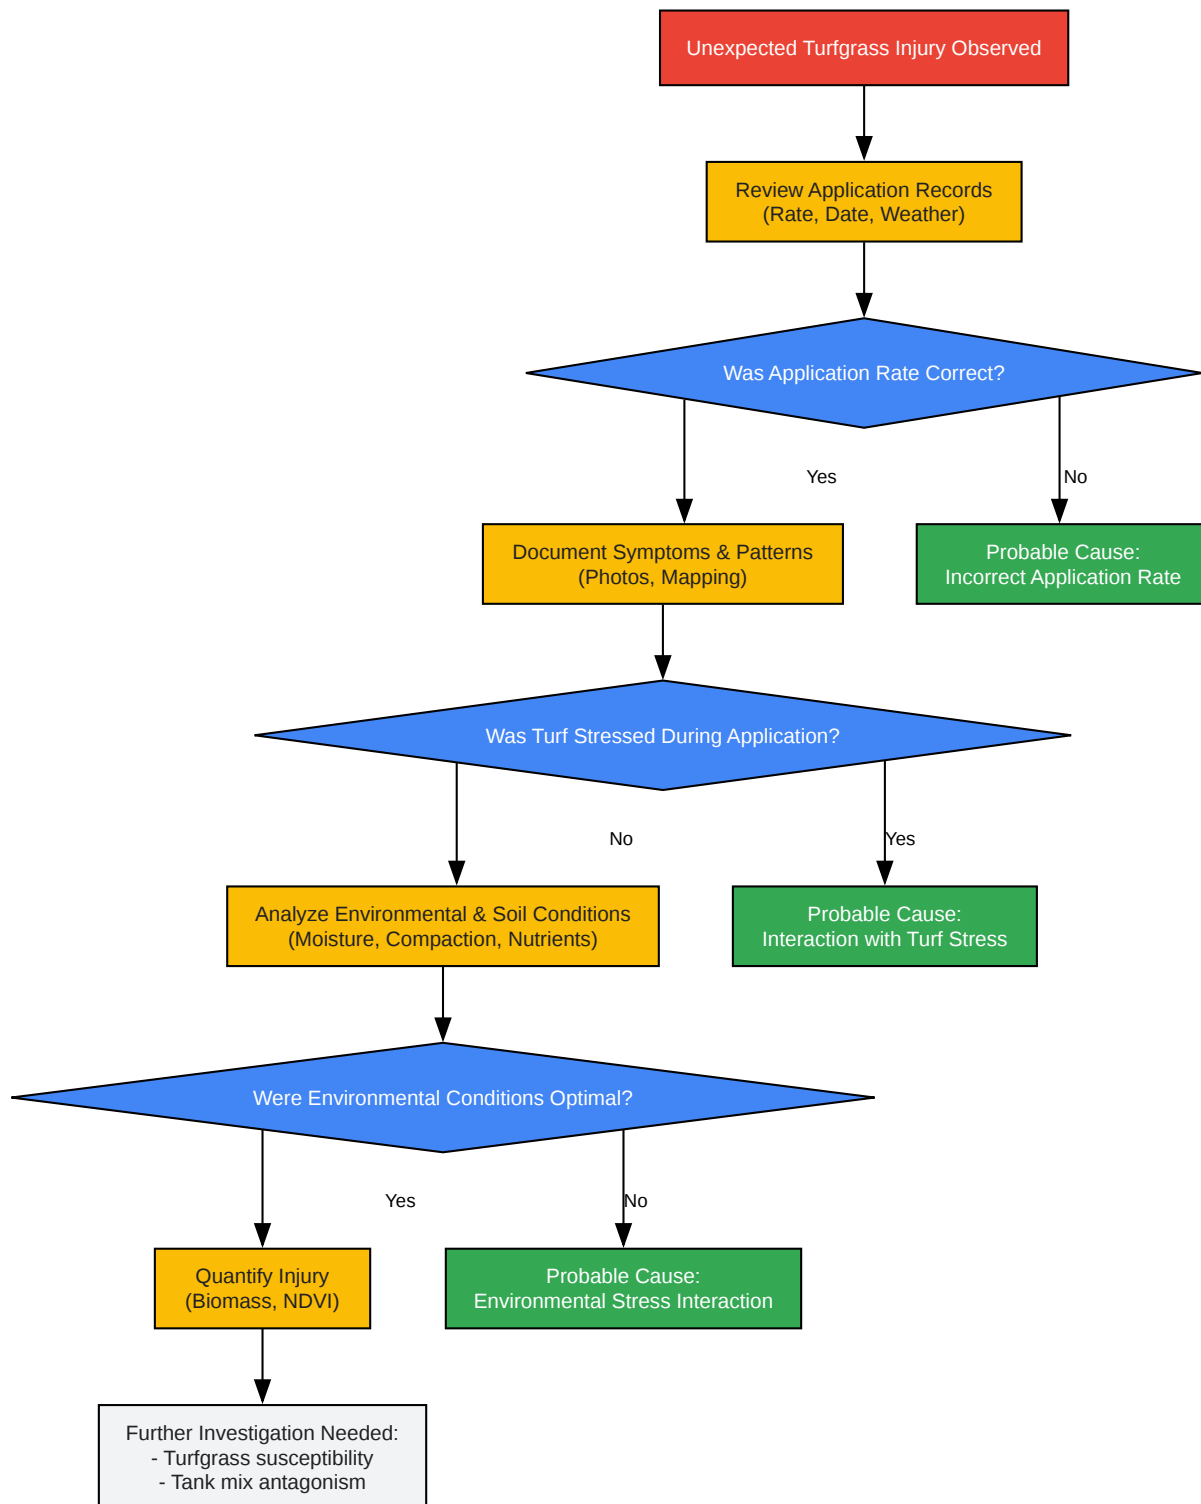 Unexpected Turfgrass Injury Observed
Review Application Records
(Rate, Date, Weather)
Was Application Rate Correct?
Yes
No
Document Symptoms & Patterns
(Photos, Mapping)
Probable Cause:
Incorrect Application Rate
Was Turf Stressed During Application?
No
Yes
Analyze Environmental & Soil Conditions
(Moisture, Compaction, Nutrients)
Probable Cause:
Interaction with Turf Stress
Were Environmental Conditions Optimal?
Yes
No
Quantify Injury
(Biomass, NDVI)
Probable Cause:
Environmental Stress Interaction
Further Investigation Needed:
- Turfgrass susceptibility
- Tank mix antagonism